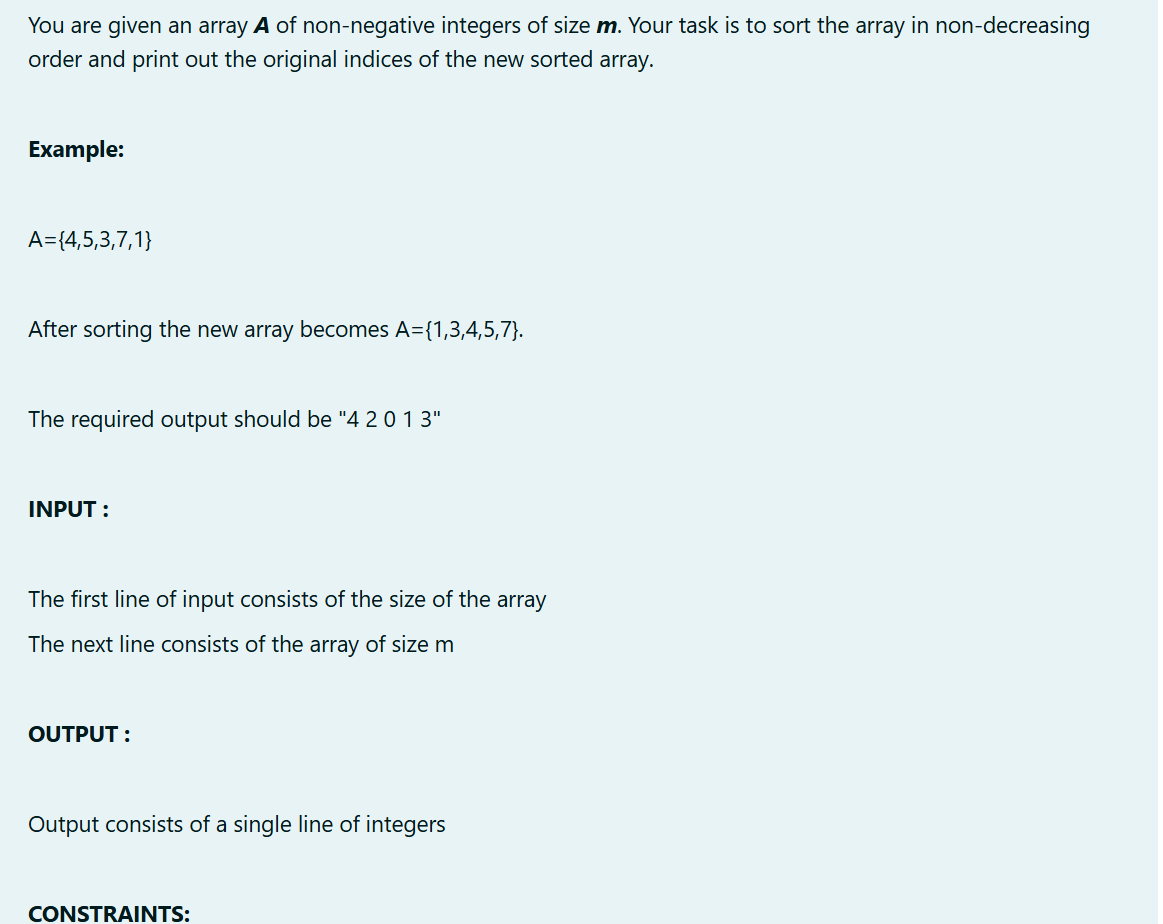 You are given an array A of non-negative integers of size m. Your task is to sort the array in non-decreasing
order and print out the original indices of the new sorted array.
Example:
A={4,5,3,7,1}
After sorting the new array becomes A={1,3,4,5,7}.
The required output should be "4 2 0 1 3"
INPUT :
The first line of input consists of the size of the array
The next line consists of the array of size m
OUTPUT :
Output consists of a single line of integers
CONSTRAINTS: